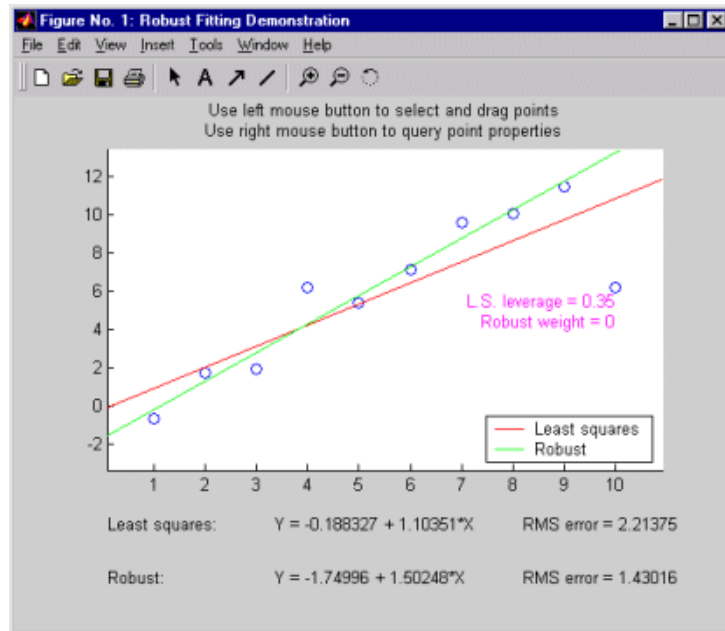 Figure No. 1: Robust Fitting Demonstration
File Edit View Insert Tools Window Help
A
Use left mouse button to select and drag points
Use right mouse button to query point properties
12
10
8
6
4
2
0
-2
L.S. leverage = 0.35
Robust weight = 0
Least squares
Robust
1 2 3 4 5 6 7 8 9 10
Least squares: Y = -0.188327 + 1.10351*X RMS error = 2.21375
Robust: Y = -1.74996 + 1.50248*X RMS error = 1.43016